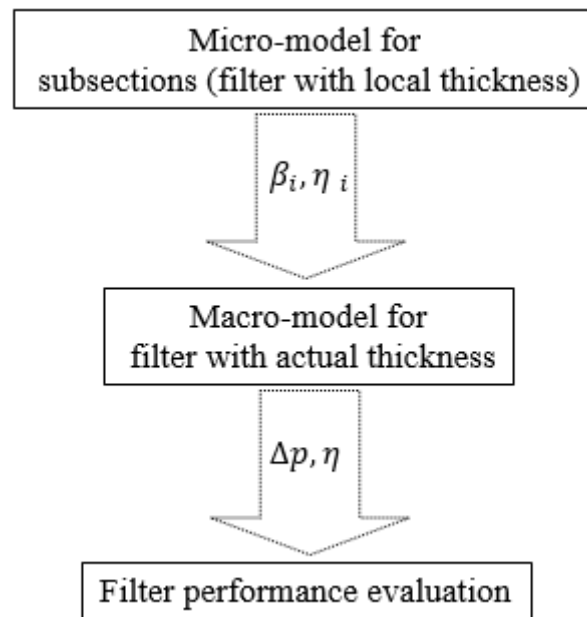 Micro-model for
subsections (filter with local thickness)
βᵢ, η ᵢ
Macro-model for
filter with actual thickness
Δp, η
Filter performance evaluation